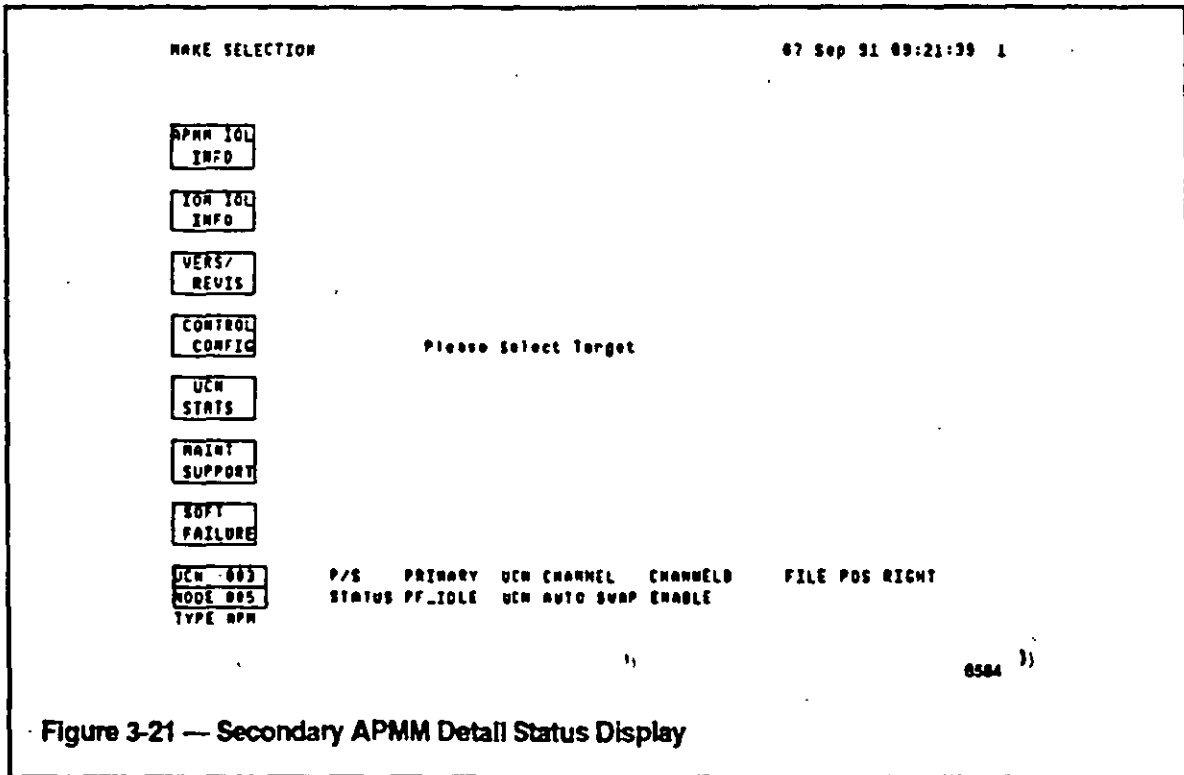 MAKE SELECTION 07 Sep 91 09:21:39 1
APMM IOL
INFO
IOM IOL
INFO
VERS/
REVIS
CONTROL
CONFIG
Please Select Target
UCN
STATS
MAINT
SUPPORT
SOFT
FAILURE
UCN 003 P/S PRIMARY UCN CHANNEL CHANNELB FILE POS RIGHT
NODE 005 STATUS PF_IDLE UCN AUTO SWAP ENABLE
TYPE APM
6584
Figure 3-21 — Secondary APMM Detail Status Display